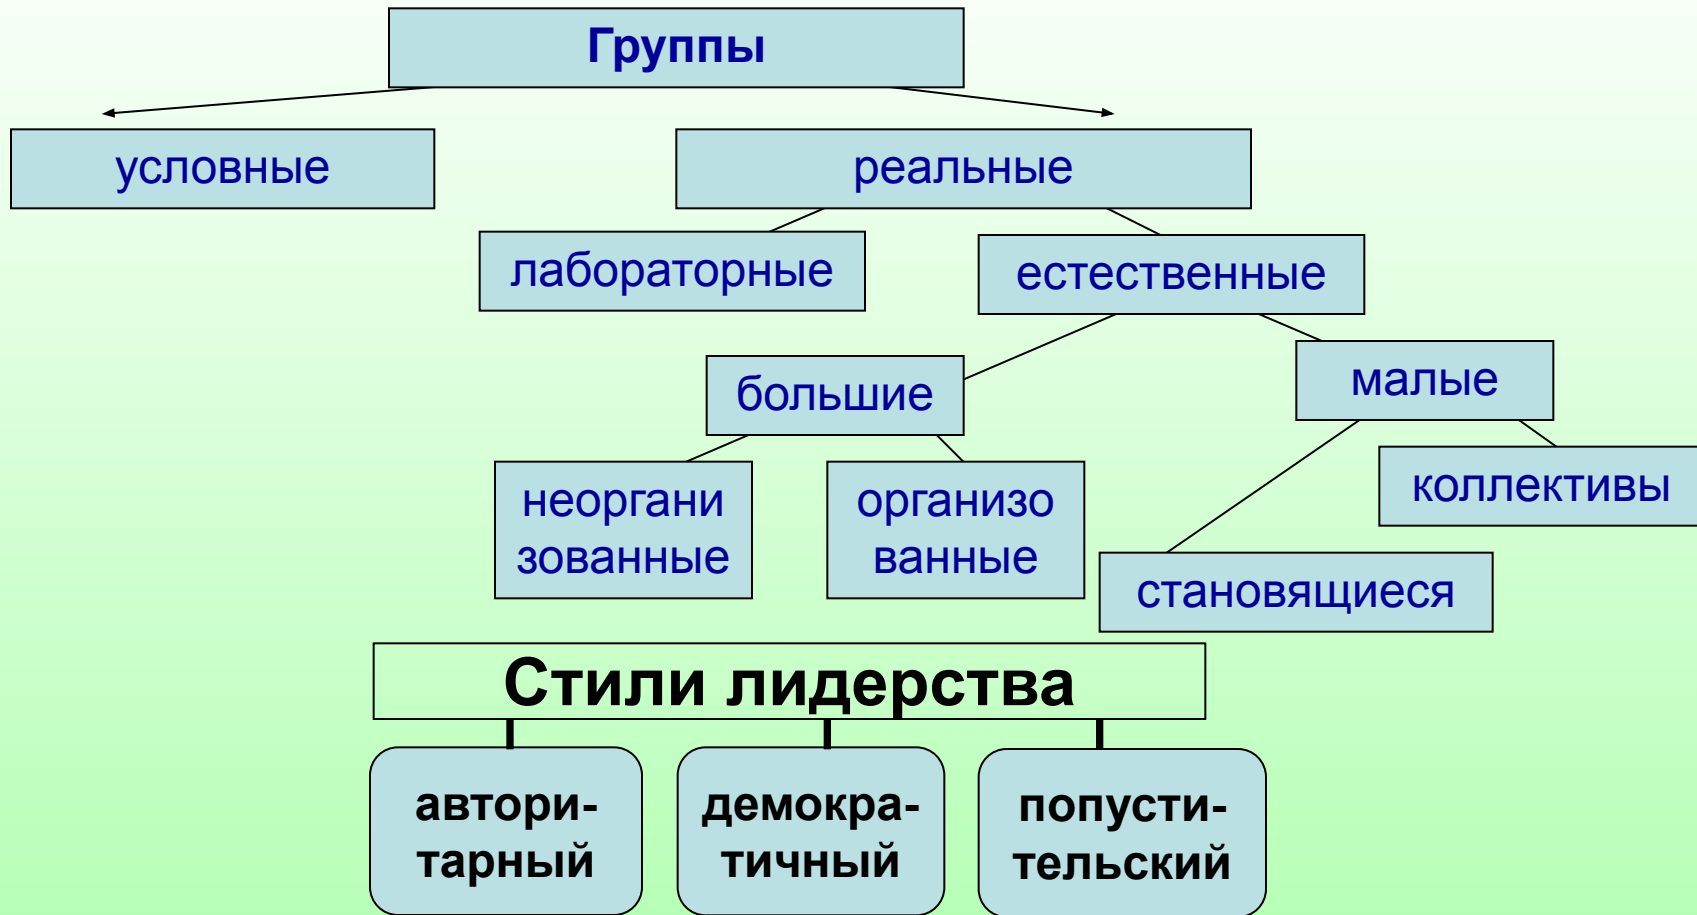 Группы
условные
реальные
лабораторные
естественные
большие
малые
неоргани
зованные
организо
ванные
коллективы
становящиеся
Стили лидерства
автори-
тарный
демокра-
тичный
попусти-
тельский